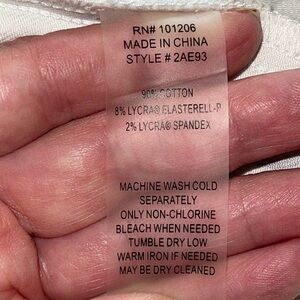 RN# 101206
MADE IN CHINA
STYLE # 2AE93
90% COTTON
8% LYCRA® ELASTERELL-P
2% LYCRA® SPANDEX
MACHINE WASH COLD
SEPARATELY
ONLY NON-CHLORINE
BLEACH WHEN NEEDED
TUMBLE DRY LOW
WARM IRON IF NEEDED
MAY BE DRY CLEANED